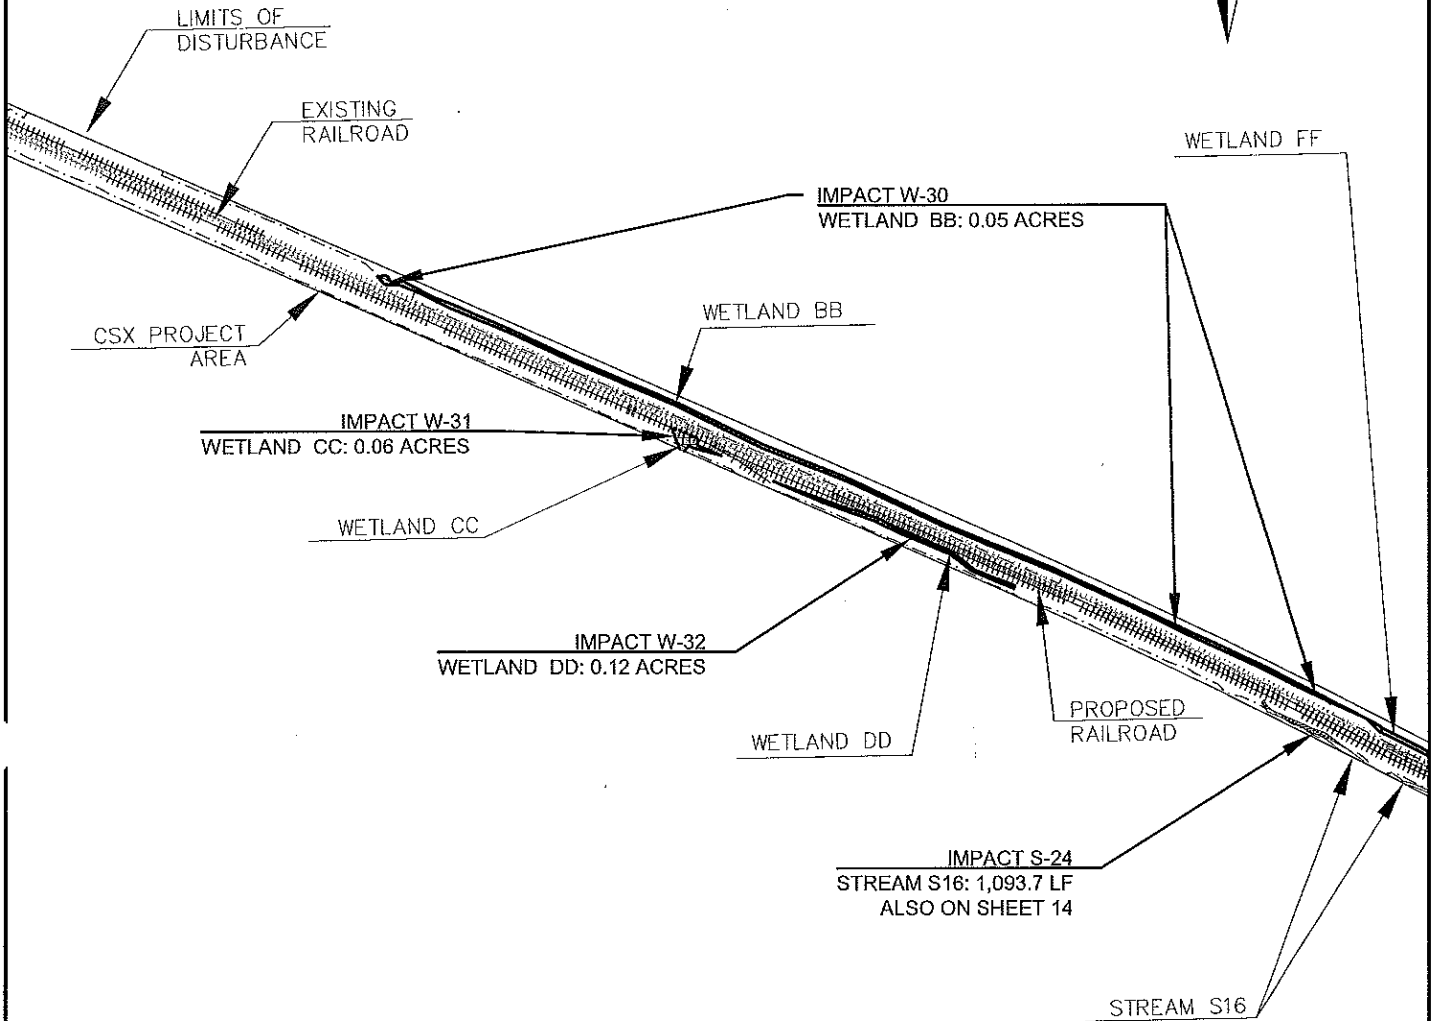 LIMITS OF
DISTURBANCE
EXISTING
RAILROAD
WETLAND FF
IMPACT W-30
WETLAND BB: 0.05 ACRES
WETLAND BB
CSX PROJECT
AREA
IMPACT W-31
WETLAND CC: 0.06 ACRES
WETLAND CC
IMPACT W-32
WETLAND DD: 0.12 ACRES
WETLAND DD
PROPOSED
RAILROAD
IMPACT S-24
STREAM S16: 1,093.7 LF
ALSO ON SHEET 14
STREAM S16